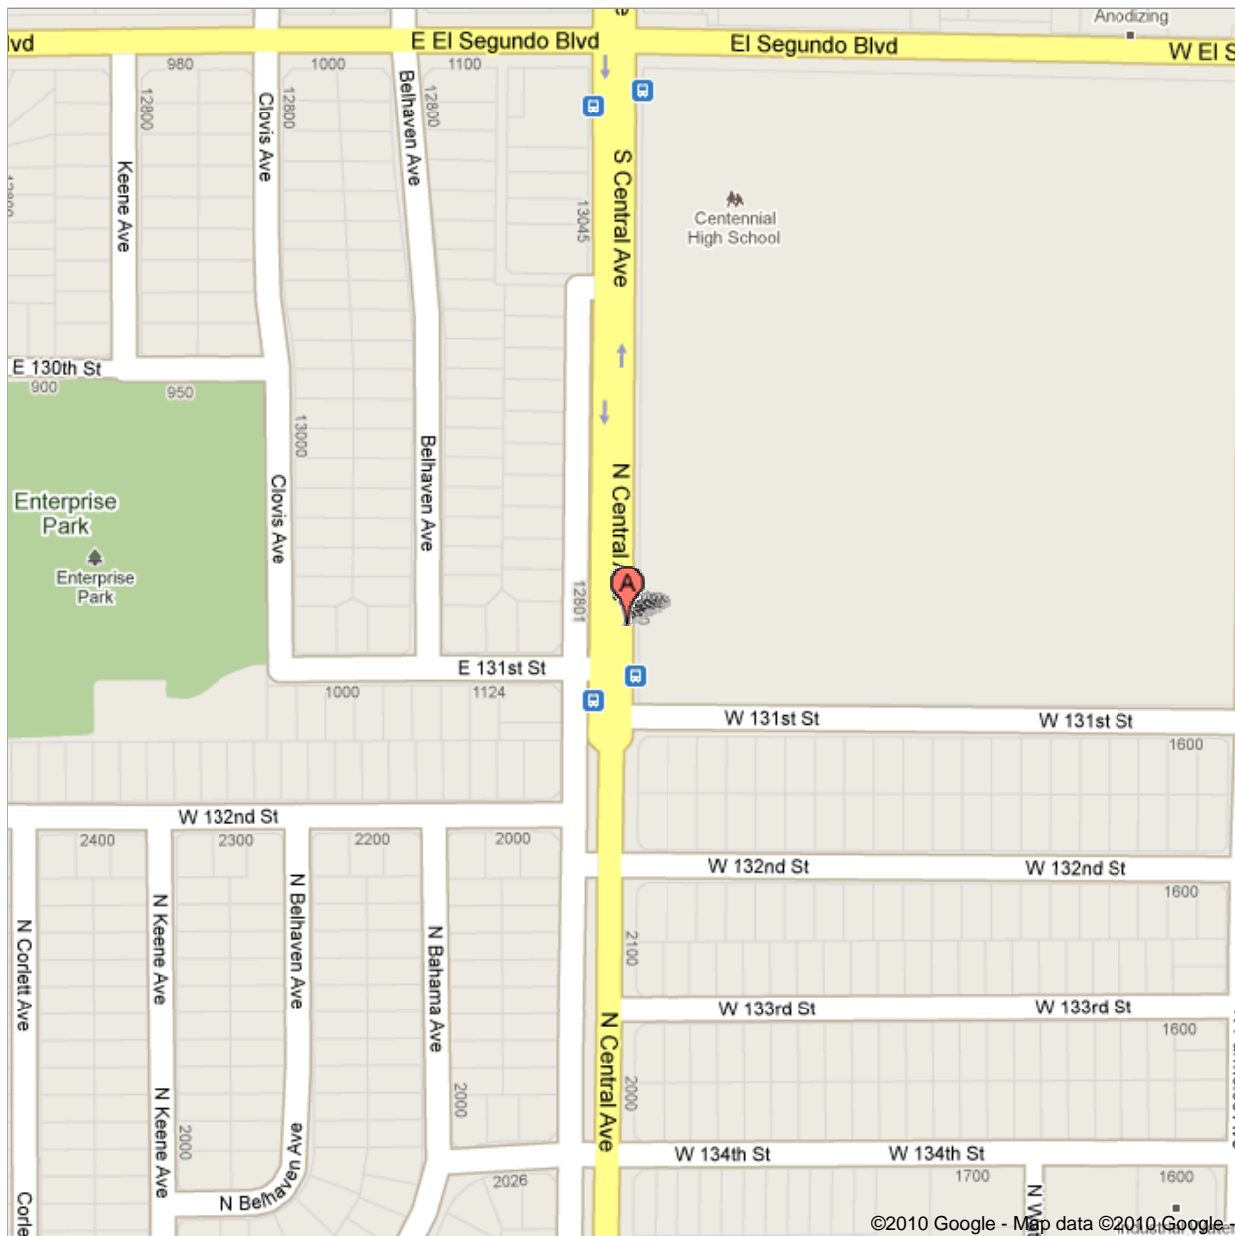 Anodizing
lvd
E El Segundo Blvd
El Segundo Blvd
W El S
980
1000
1100
12800
Clovis Ave
12800
Belhaven Ave
12800
Keene Ave
S Central Ave
13045
Centennial
High School
E 130th St
900
950
13000
Clovis Ave
Belhaven Ave
N Central
Enterprise
Park
Enterprise
Park
A
12801
E 131st St
1000
1124
W 131st St
W 131st St
1600
W 132nd St
2400
2300
2200
2000
W 132nd St
W 132nd St
1600
N Corlett Ave
N Keene Ave
N Belhaven Ave
N Bahama Ave
2100
W 133rd St
W 133rd St
1600
N Central Ave
2000
N Keene Ave
2000
Ave
2000
N Belhaven
W 134th St
W 134th St
2026
1700
1600
Corle
©2010 Google - Map data ©2010 Google -